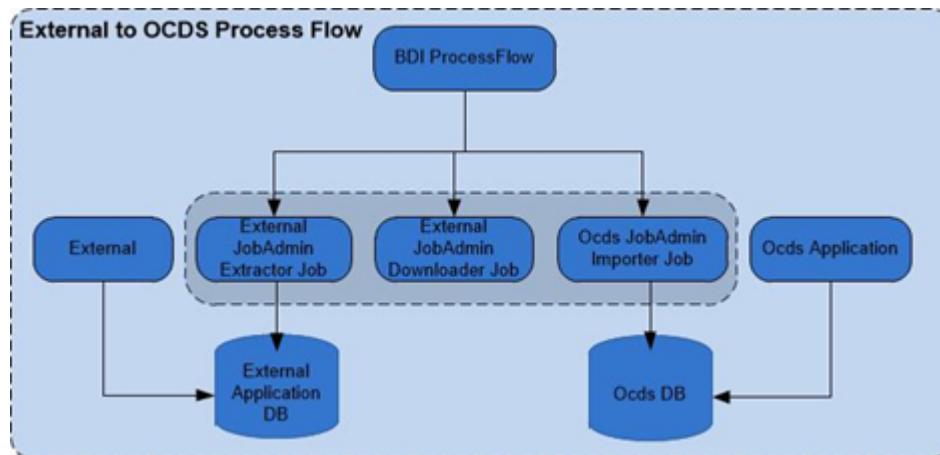 External to OCDS Process Flow
BDI ProcessFlow
External
External
JobAdmin
Extractor Job
External
JobAdmin
Downloader Job
Ocds JobAdmin
Importer Job
Ocds Application
External
Application
DB
Ocds DB